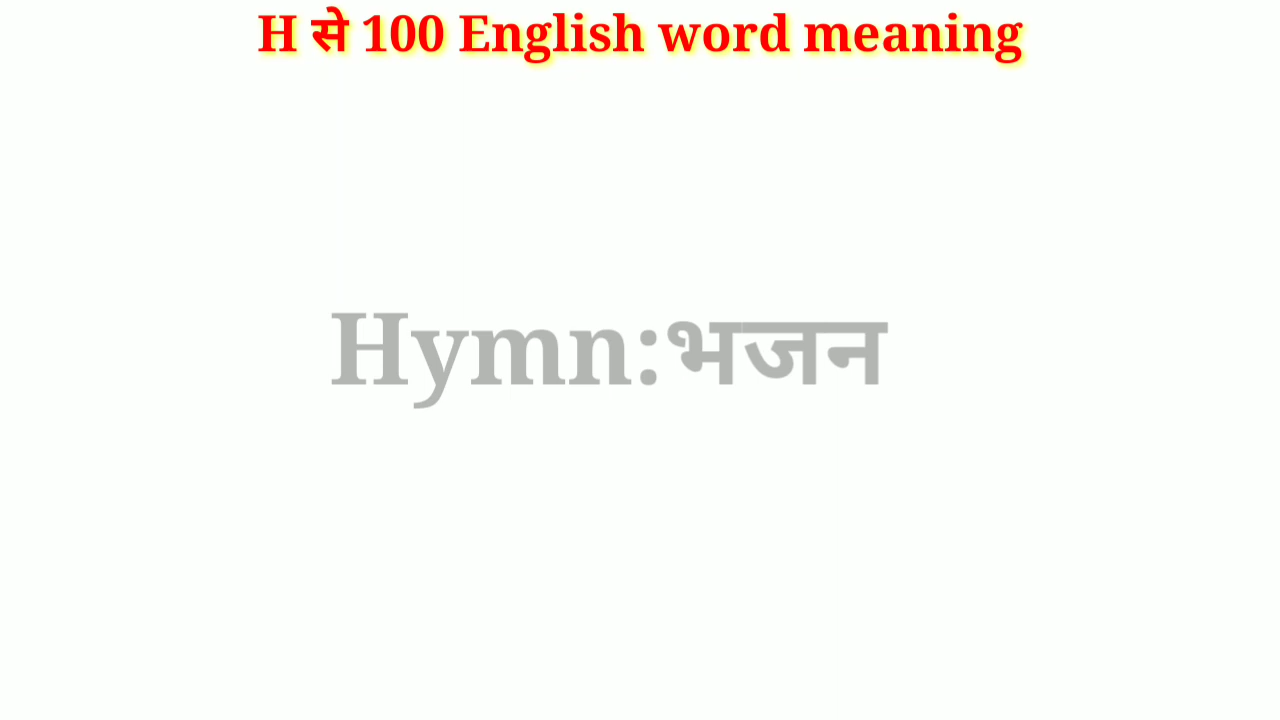 H से 100 English word meaning
Hymn:भजन